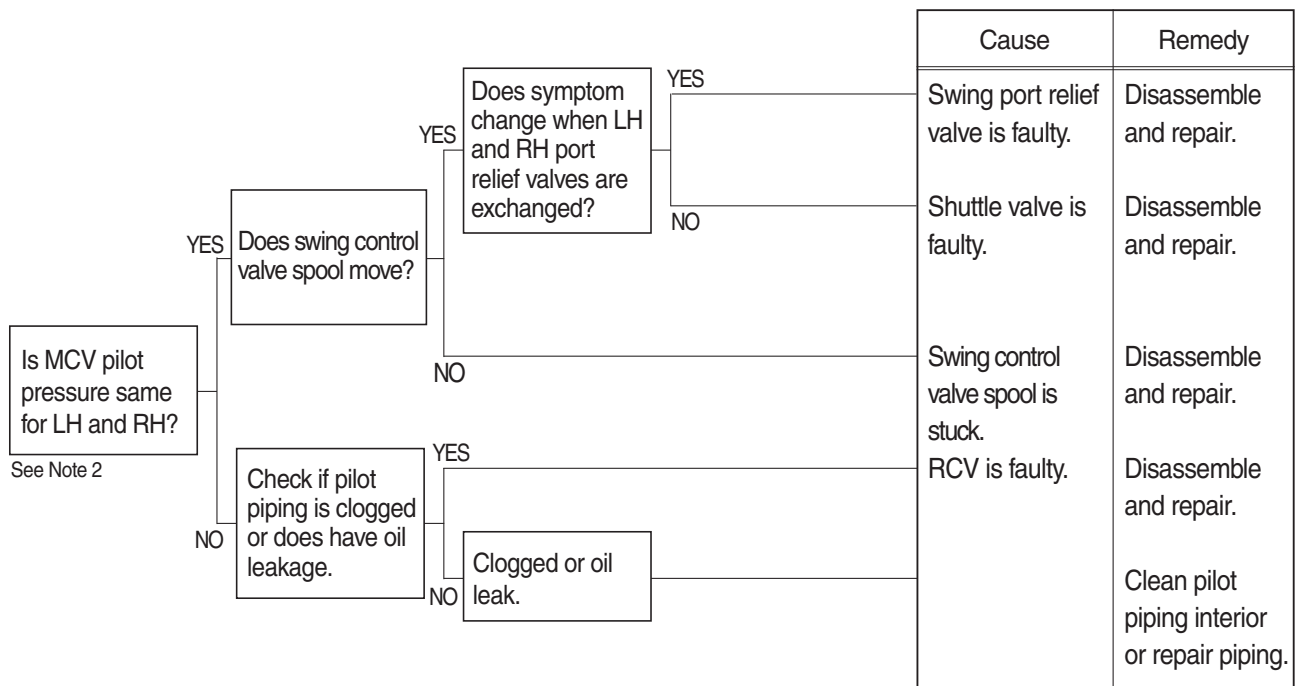 Is MCV pilot
pressure same
for LH and RH?
See Note 2
YES
Does swing control
valve spool move?
YES
Does symptom
change when LH
and RH port
relief valves are
exchanged?
YES
NO
NO
NO
Check if pilot
piping is clogged
or does have oil
leakage.
YES
NO
Clogged or oil
leak.
Cause
Remedy
Swing port relief
valve is faulty.
Disassemble
and repair.
Shuttle valve is
faulty.
Disassemble
and repair.
Swing control
valve spool is
stuck.
Disassemble
and repair.
RCV is faulty.
Disassemble
and repair.
Clean pilot
piping interior
or repair piping.